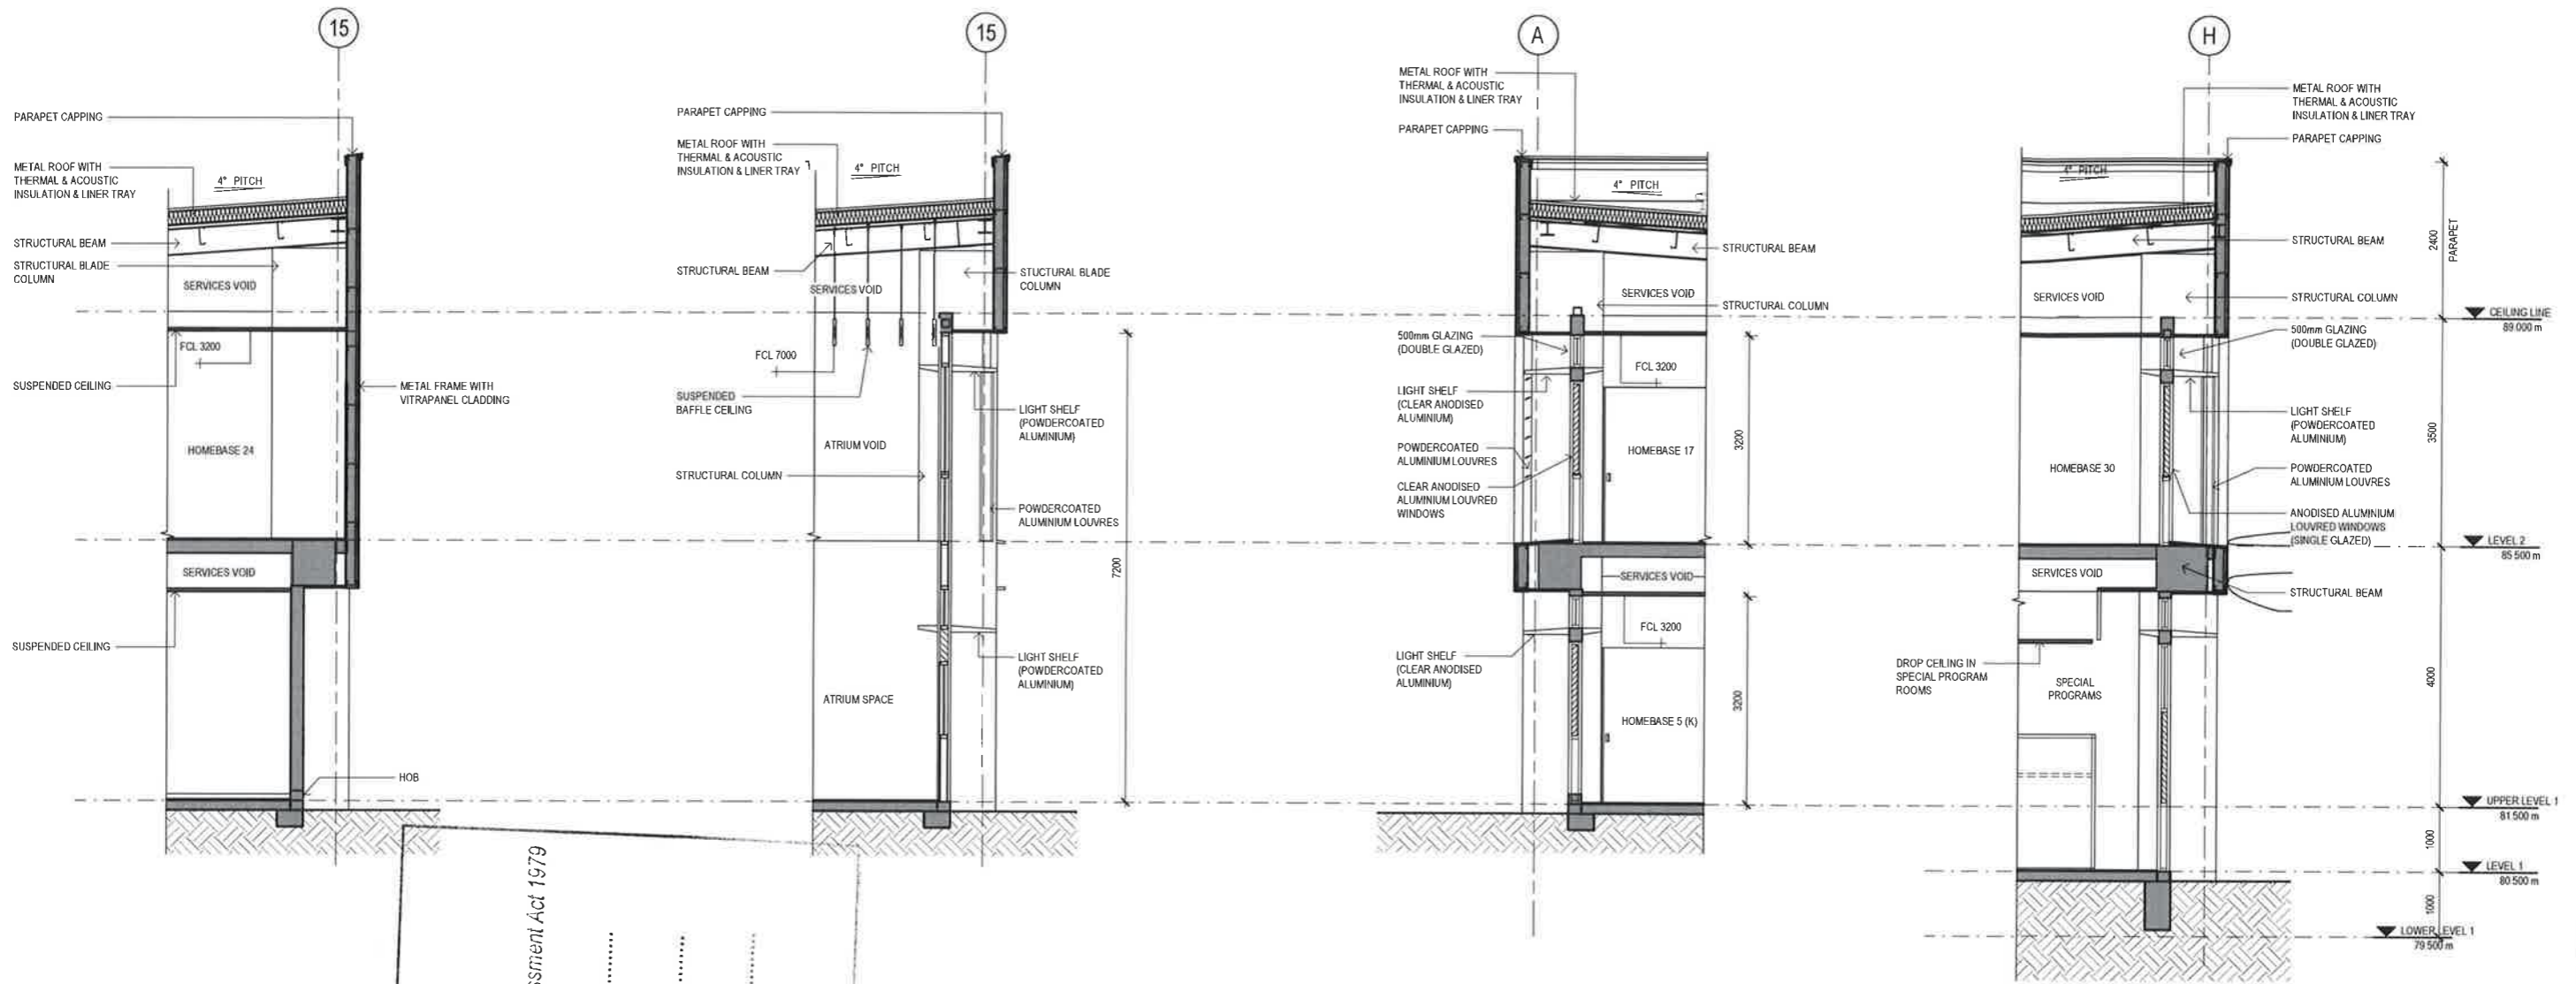 15
PARAPET CAPPING
METAL ROOF WITH
THERMAL & ACOUSTIC
INSULATION & LINER TRAY
4° PITCH
STRUCTURAL BEAM
STRUCTURAL BLADE
COLUMN
SERVICES VOID
FCL 3200
SUSPENDED CEILING
METAL FRAME WITH
VITRAPANEL CLADDING
HOMEBASE 24
SERVICES VOID
SUSPENDED CEILING
HOB
15
PARAPET CAPPING
METAL ROOF WITH
THERMAL & ACOUSTIC
INSULATION & LINER TRAY
4° PITCH
STRUCTURAL BEAM
STUCTURAL BLADE
COLUMN
SERVICES VOID
FCL 7000
SUSPENDED
BAFFLE CEILING
LIGHT SHELF
(POWDERCOATED
ALUMINIUM)
ATRIUM VOID
STRUCTURAL COLUMN
POWDERCOATED
ALUMINIUM LOUVRES
7200
LIGHT SHELF
(POWDERCOATED
ALUMINIUM)
ATRIUM SPACE
A
METAL ROOF WITH
THERMAL & ACOUSTIC
INSULATION & LINER TRAY
PARAPET CAPPING
4° PITCH
STRUCTURAL BEAM
SERVICES VOID
STRUCTURAL COLUMN
500mm GLAZING
(DOUBLE GLAZED)
FCL 3200
LIGHT SHELF
(CLEAR ANODISED
ALUMINIUM)
POWDERCOATED
ALUMINIUM LOUVRES
HOMEBASE 17
3200
CLEAR ANODISED
ALUMINIUM LOUVRED
WINDOWS
SERVICES VOID
FCL 3200
LIGHT SHELF
(CLEAR ANODISED
ALUMINIUM)
3200
HOMEBASE 5 (K)
H
METAL ROOF WITH
THERMAL & ACOUSTIC
INSULATION & LINER TRAY
PARAPET CAPPING
4° PITCH
STRUCTURAL BEAM
2400
PARAPET
SERVICES VOID
STRUCTURAL COLUMN
CEILING LINE
89.000 m
500mm GLAZING
(DOUBLE GLAZED)
LIGHT SHELF
(POWDERCOATED
ALUMINIUM)
3500
HOMEBASE 30
POWDERCOATED
ALUMINIUM LOUVRES
ANODISED ALUMINIUM
LOUVRED WINDOWS
(SINGLE GLAZED)
LEVEL 2
85.500 m
SERVICES VOID
STRUCTURAL BEAM
DROP CEILING IN
SPECIAL PROGRAM
ROOMS
SPECIAL
PROGRAMS
4000
UPPER LEVEL 1
81.500 m
1000
LEVEL 1
80.500 m
1000
LOWER LEVEL 1
79.500 m
ssment Act 1979